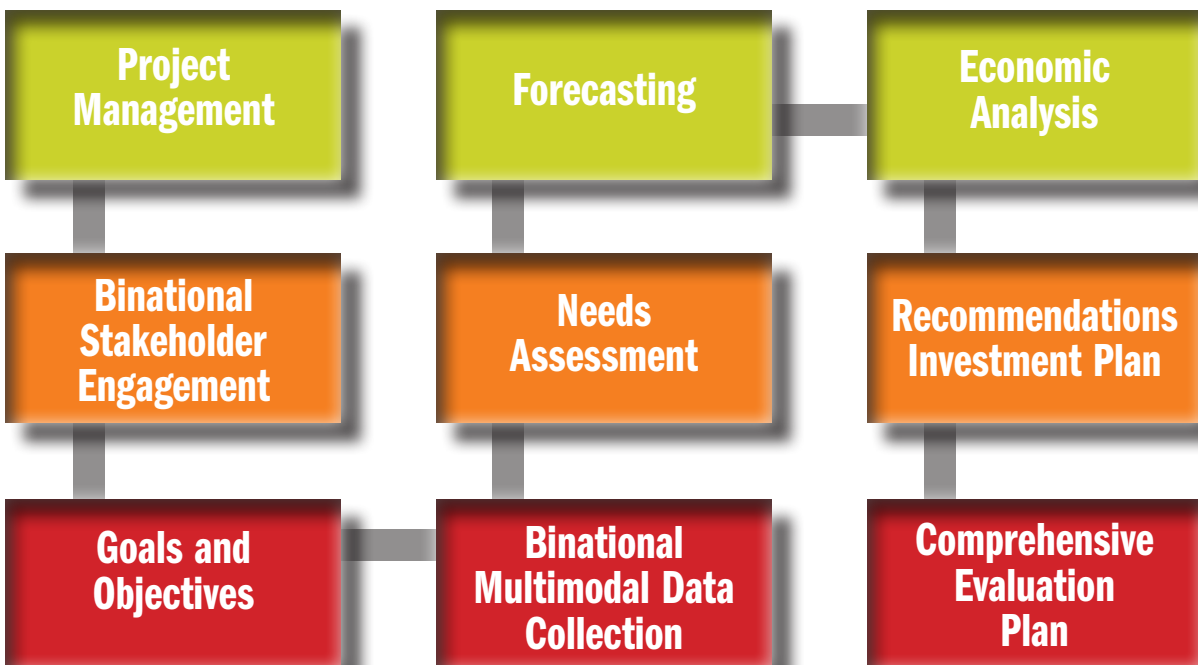 Project
Management
Forecasting
Economic
Analysis
Binational
Stakeholder
Engagement
Needs
Assessment
Recommendations
Investment Plan
Goals and
Objectives
Binational
Multimodal Data
Collection
Comprehensive
Evaluation
Plan